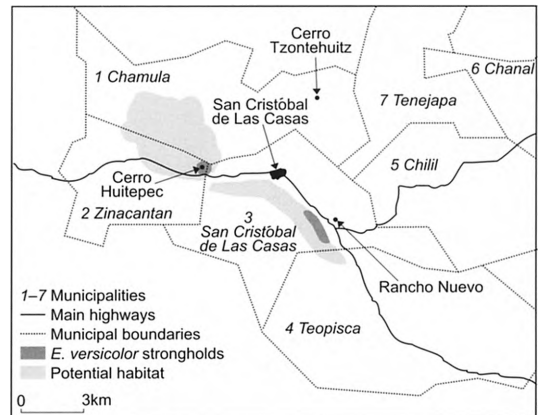 Cerro
Tzontehuitz
6 Chanal
1 Chamula
7 Tenejapa
San Cristóbal
de Las Casas
5 Chilil
Cerro
Huitepec
2 Zinacantan
3
San Cristóbal
de Las Casas
Rancho Nuevo
4 Teopisca
1–7 Municipalities
Main highways
Municipal boundaries
E. versicolor strongholds
Potential habitat
0 3km